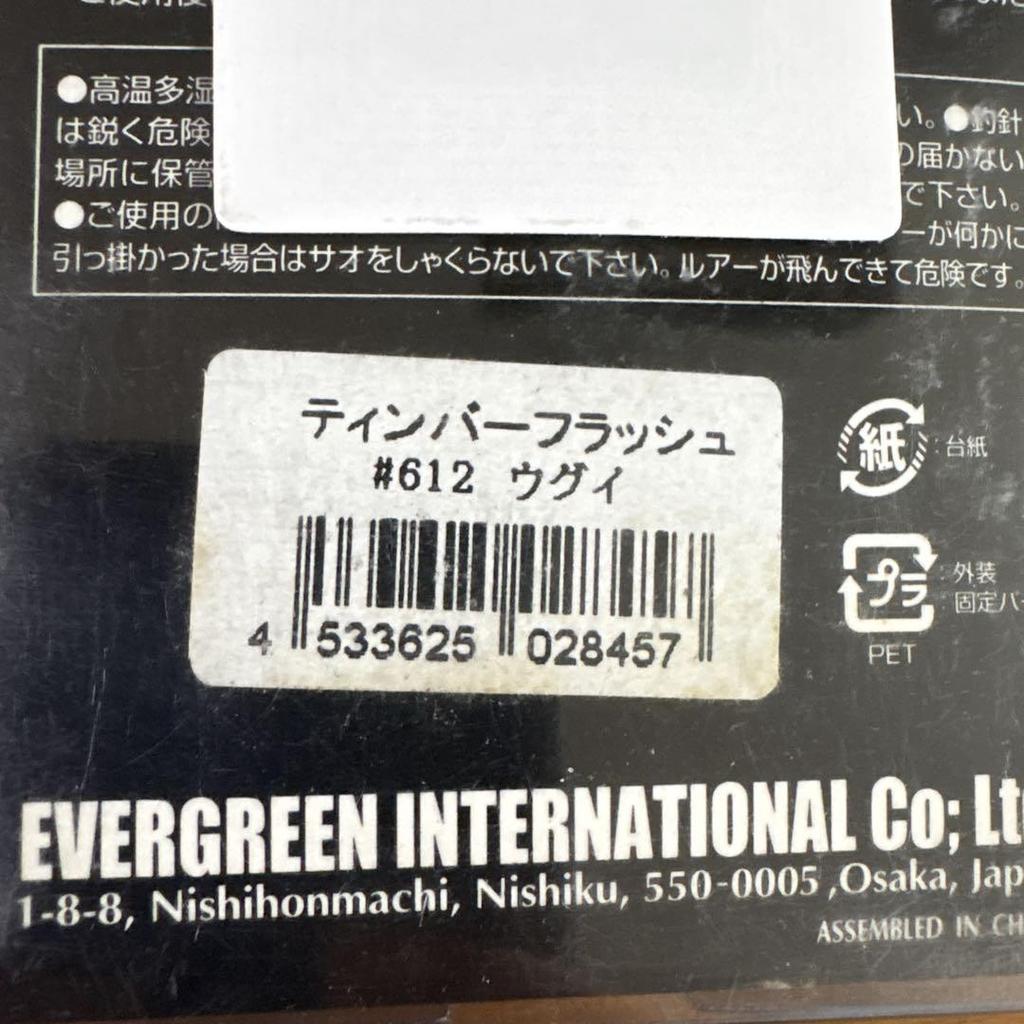 ●高温多湿
い。●釣針
は鋭く危険
の届かない
場所に保管
で下さい。
●ご使用の
ーが何かに
引っ掛かった場合はサオをしゃくらないで下さい。ルアーが飛んできて危険です。
ティンバーフラッシュ
#612 ウグイ
4 533625 028457
紙:台紙
プラ:外装
固定バ
PET
EVERGREEN INTERNATIONAL Co; Lt
1-8-8, Nishihonmachi, Nishiku, 550-0005 ,Osaka, Jap
ASSEMBLED IN CH